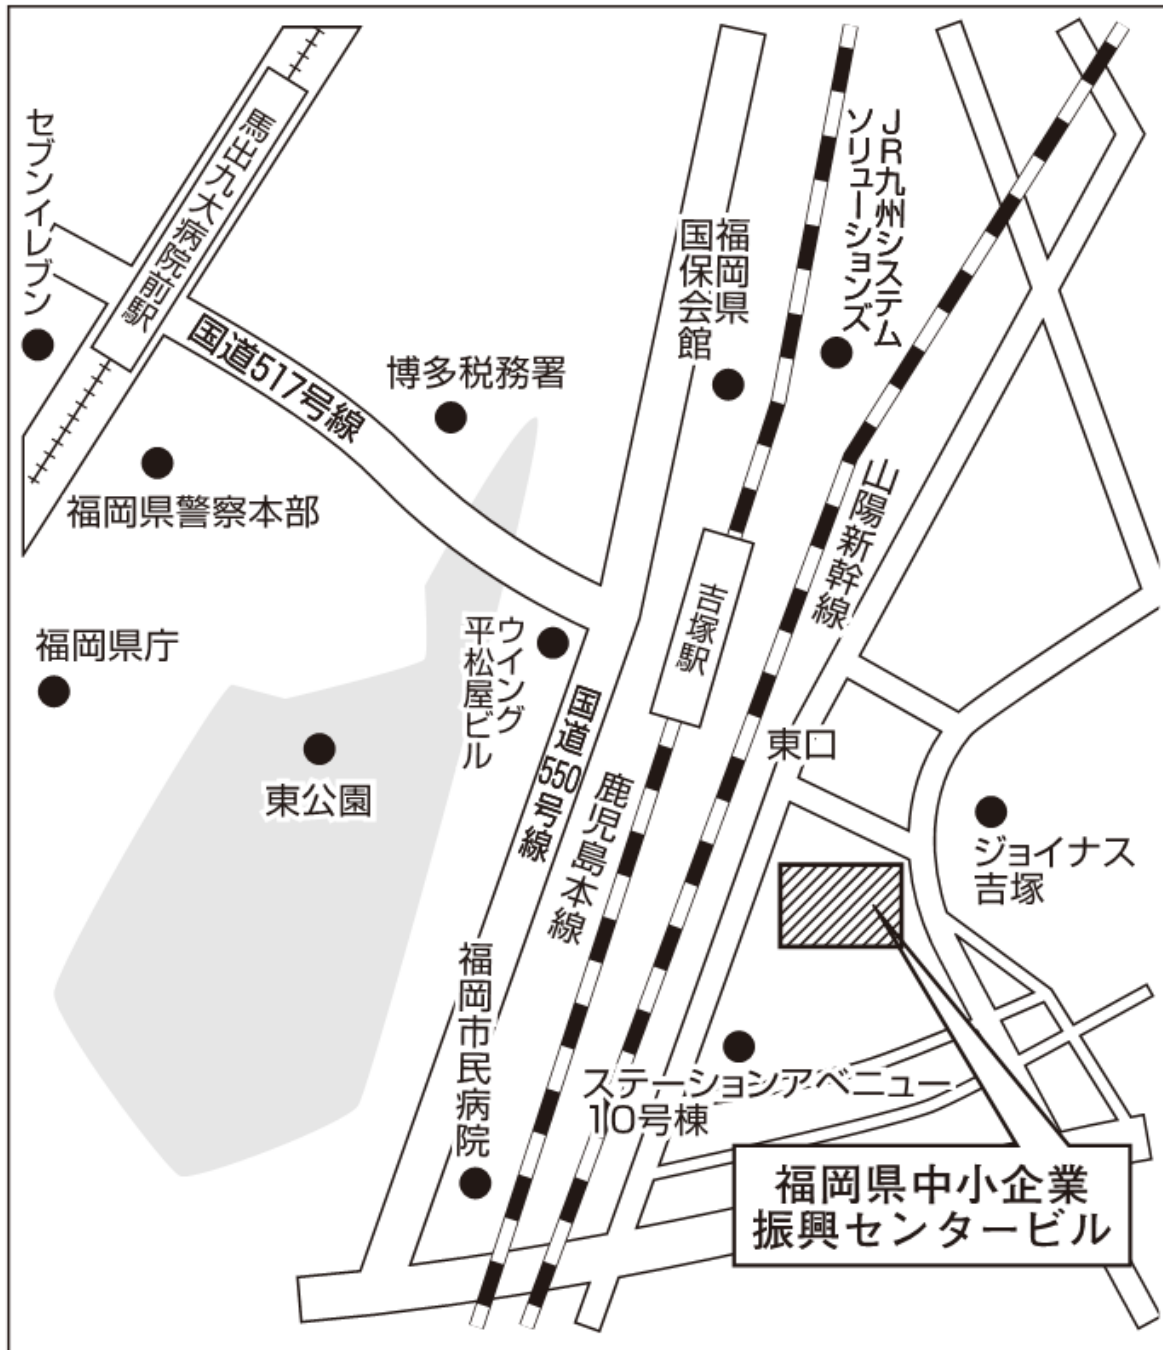 セブンイレブン
馬出九大病院前駅
国道517号線
博多税務署
福岡県
国保会館
JR九州システム
ソリューションズ
福岡県警察本部
山陽新幹線
吉塚駅
福岡県庁
ウイング
平松屋ビル
国道550号線
東口
東公園
鹿児島本線
ジョイナス
吉塚
福岡市民病院
ステーションアベニュー
10号棟
福岡県中小企業
振興センタービル